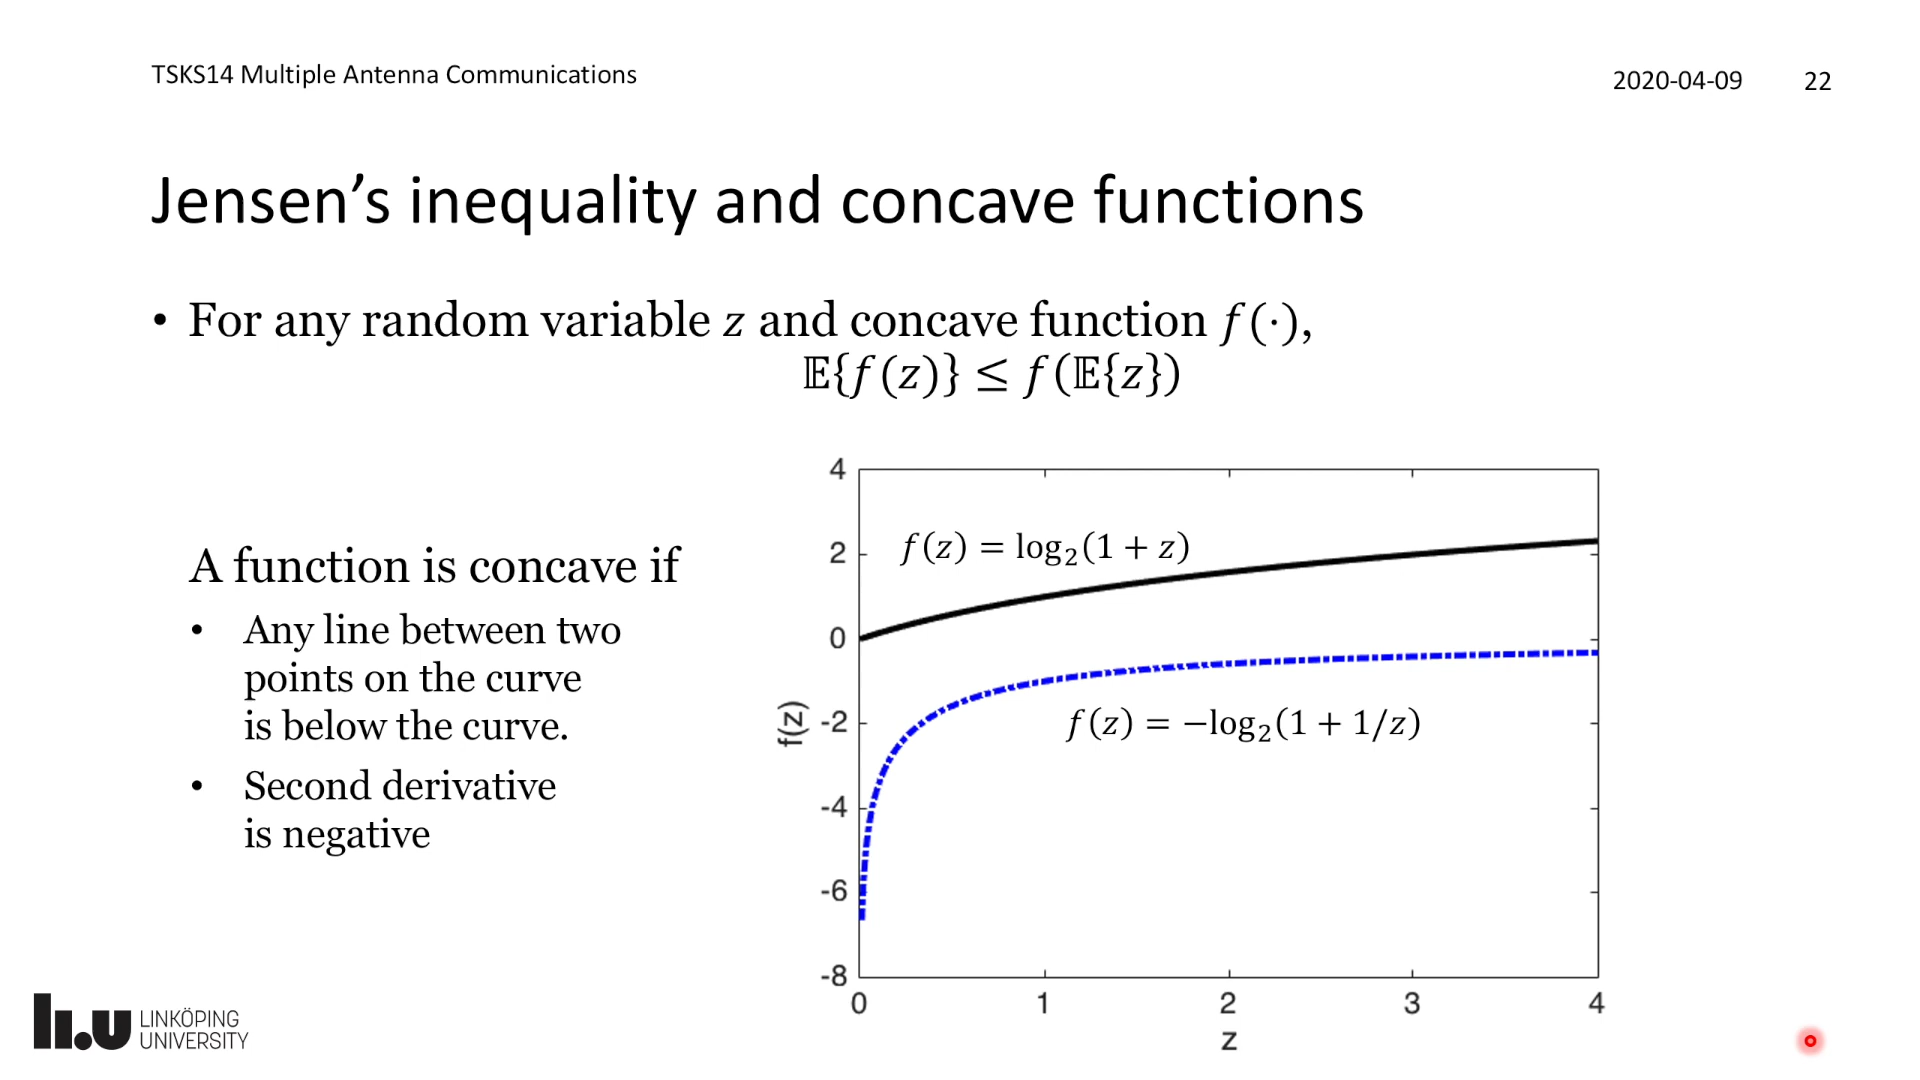 TSKS14 Multiple Antenna Communications
2020-04-09 22
Jensen’s inequality and concave functions
• For any random variable z and concave function f(·),
𝔼{f(z)} ≤ f(𝔼{z})
A function is concave if
• Any line between two
points on the curve
is below the curve.
• Second derivative
is negative
4
2
0
-2
-4
-6
-8
f(z)
f(z) = log₂(1 + z)
f(z) = −log₂(1 + 1/z)
0 1 2 3 4
z
LINKÖPING
UNIVERSITY